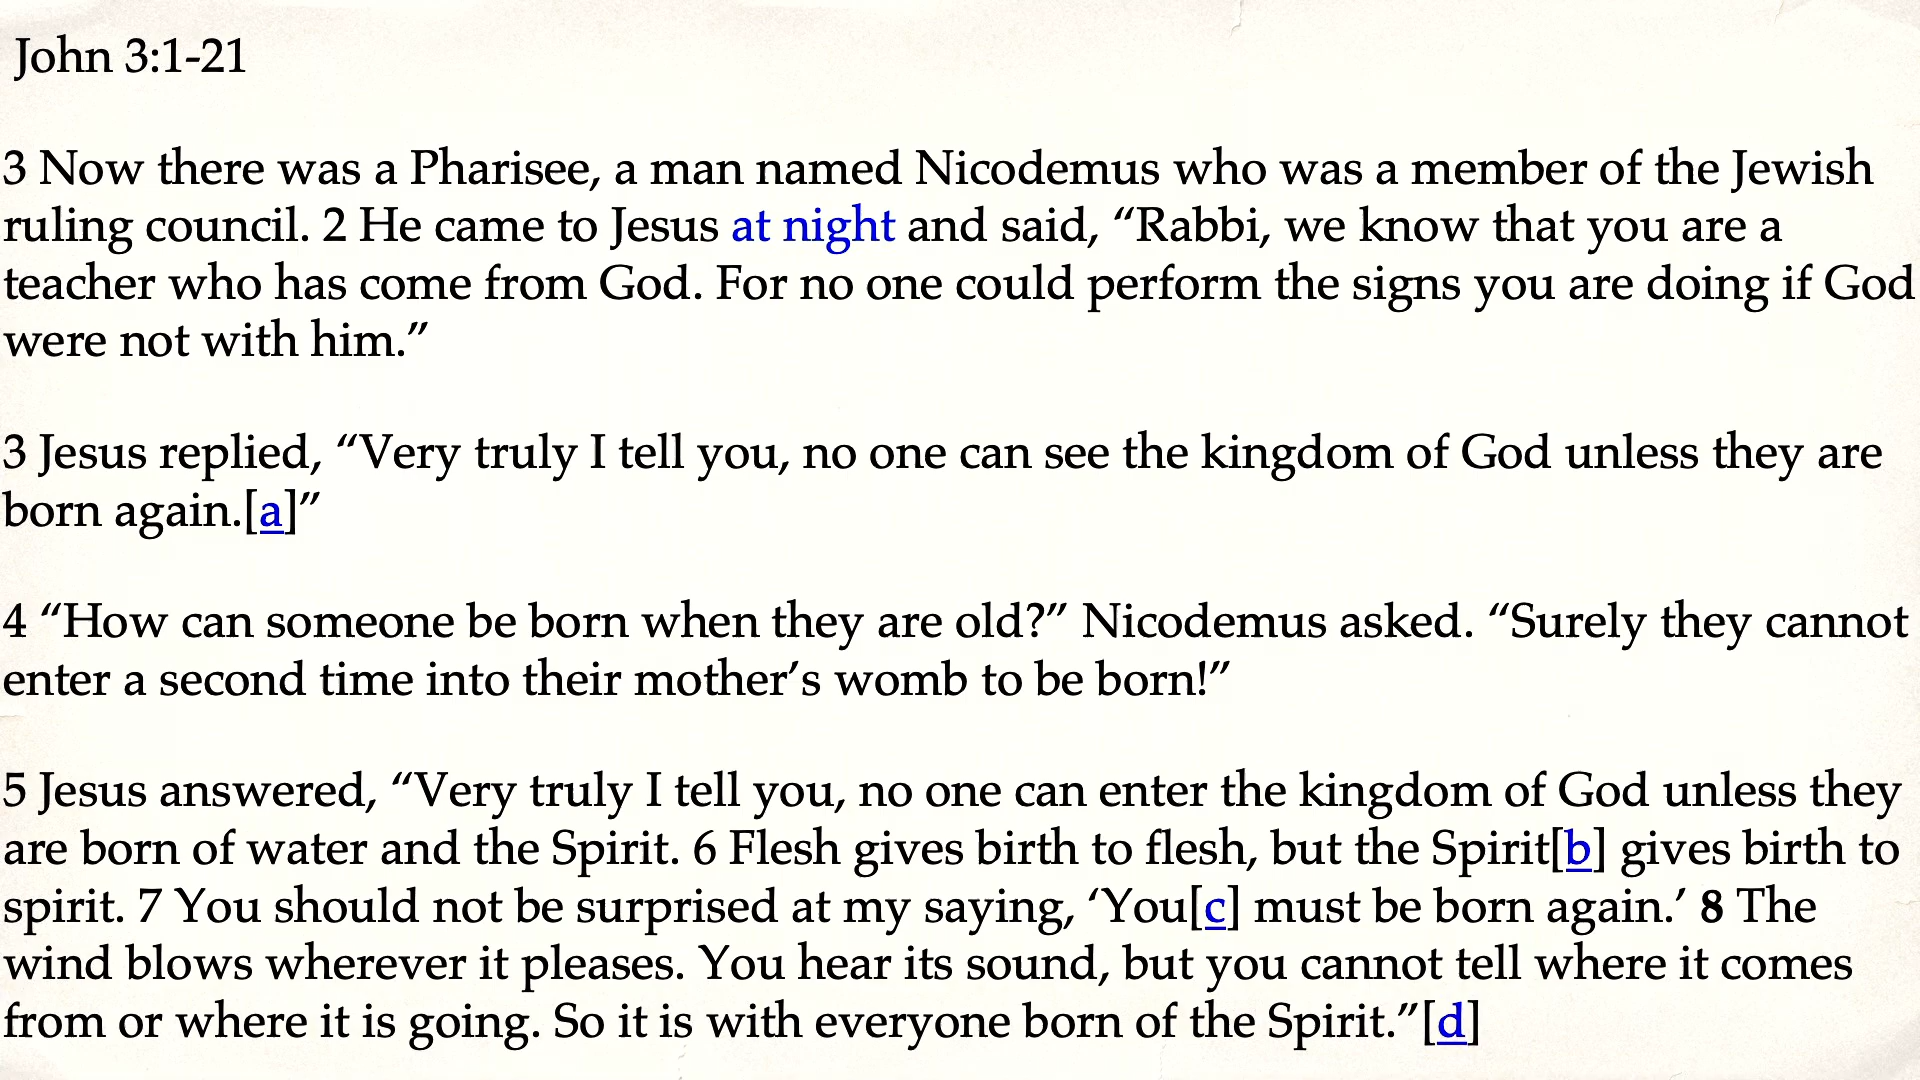 John 3:1-21
3 Now there was a Pharisee, a man named Nicodemus who was a member of the Jewish
ruling council. 2 He came to Jesus at night and said, “Rabbi, we know that you are a
teacher who has come from God. For no one could perform the signs you are doing if God
were not with him.”
3 Jesus replied, “Very truly I tell you, no one can see the kingdom of God unless they are
born again.[a]”
4 “How can someone be born when they are old?” Nicodemus asked. “Surely they cannot
enter a second time into their mother’s womb to be born!”
5 Jesus answered, “Very truly I tell you, no one can enter the kingdom of God unless they
are born of water and the Spirit. 6 Flesh gives birth to flesh, but the Spirit[b] gives birth to
spirit. 7 You should not be surprised at my saying, ‘You[c] must be born again.’ 8 The
wind blows wherever it pleases. You hear its sound, but you cannot tell where it comes
from or where it is going. So it is with everyone born of the Spirit.”[d]